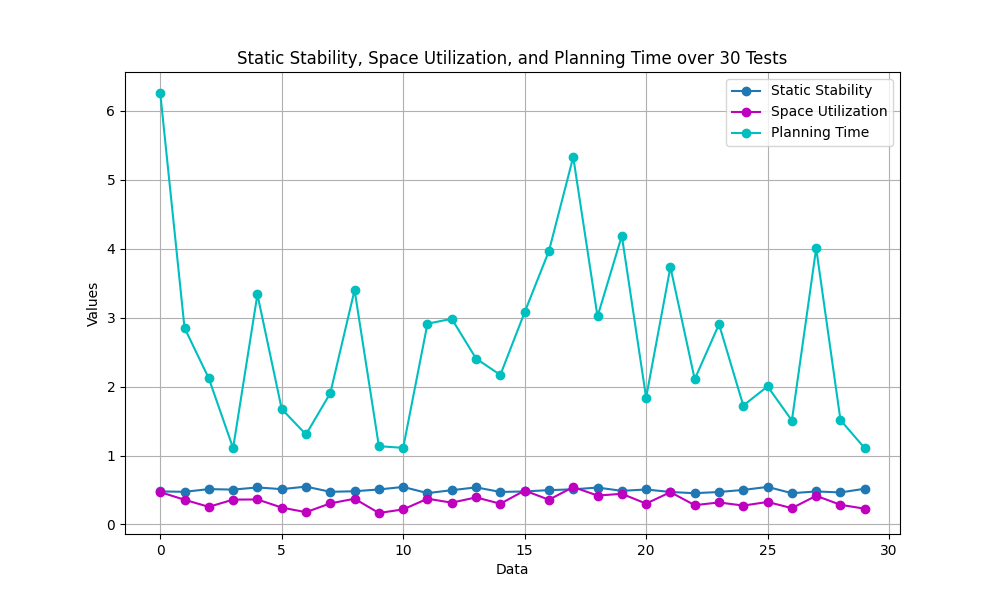 Static Stability, Space Utilization, and Planning Time over 30 Tests
Static Stability
Space Utilization
Planning Time
Values
6
5
4
3
2
1
0
0 5 10 15 20 25 30
Data